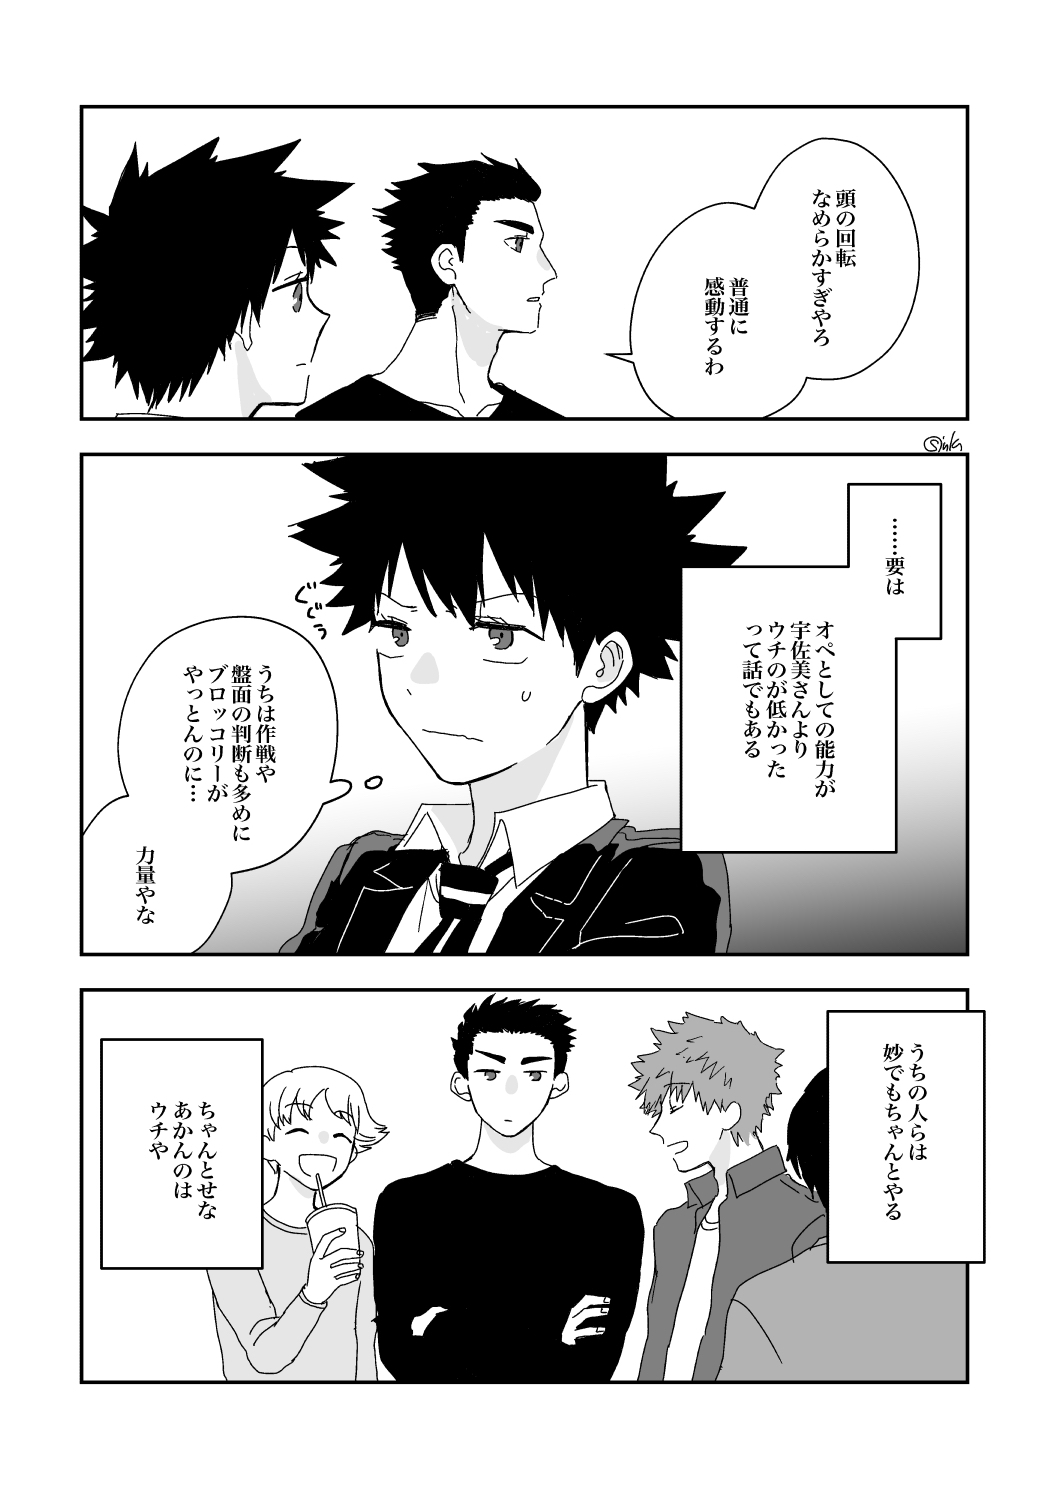 頭の回転
なめらかすぎやろ
普通に
感動するわ
……要は
オペとしての能力が
宇佐美さんより
ウチのが低かった
って話でもある
ぐぐぅ
うちは作戦や
盤面の判断も多めに
ブロッコリーが
やっとんのに…
力量やな
うちの人らは
妙でもちゃんとやる
ちゃんとせな
あかんのは
ウチや